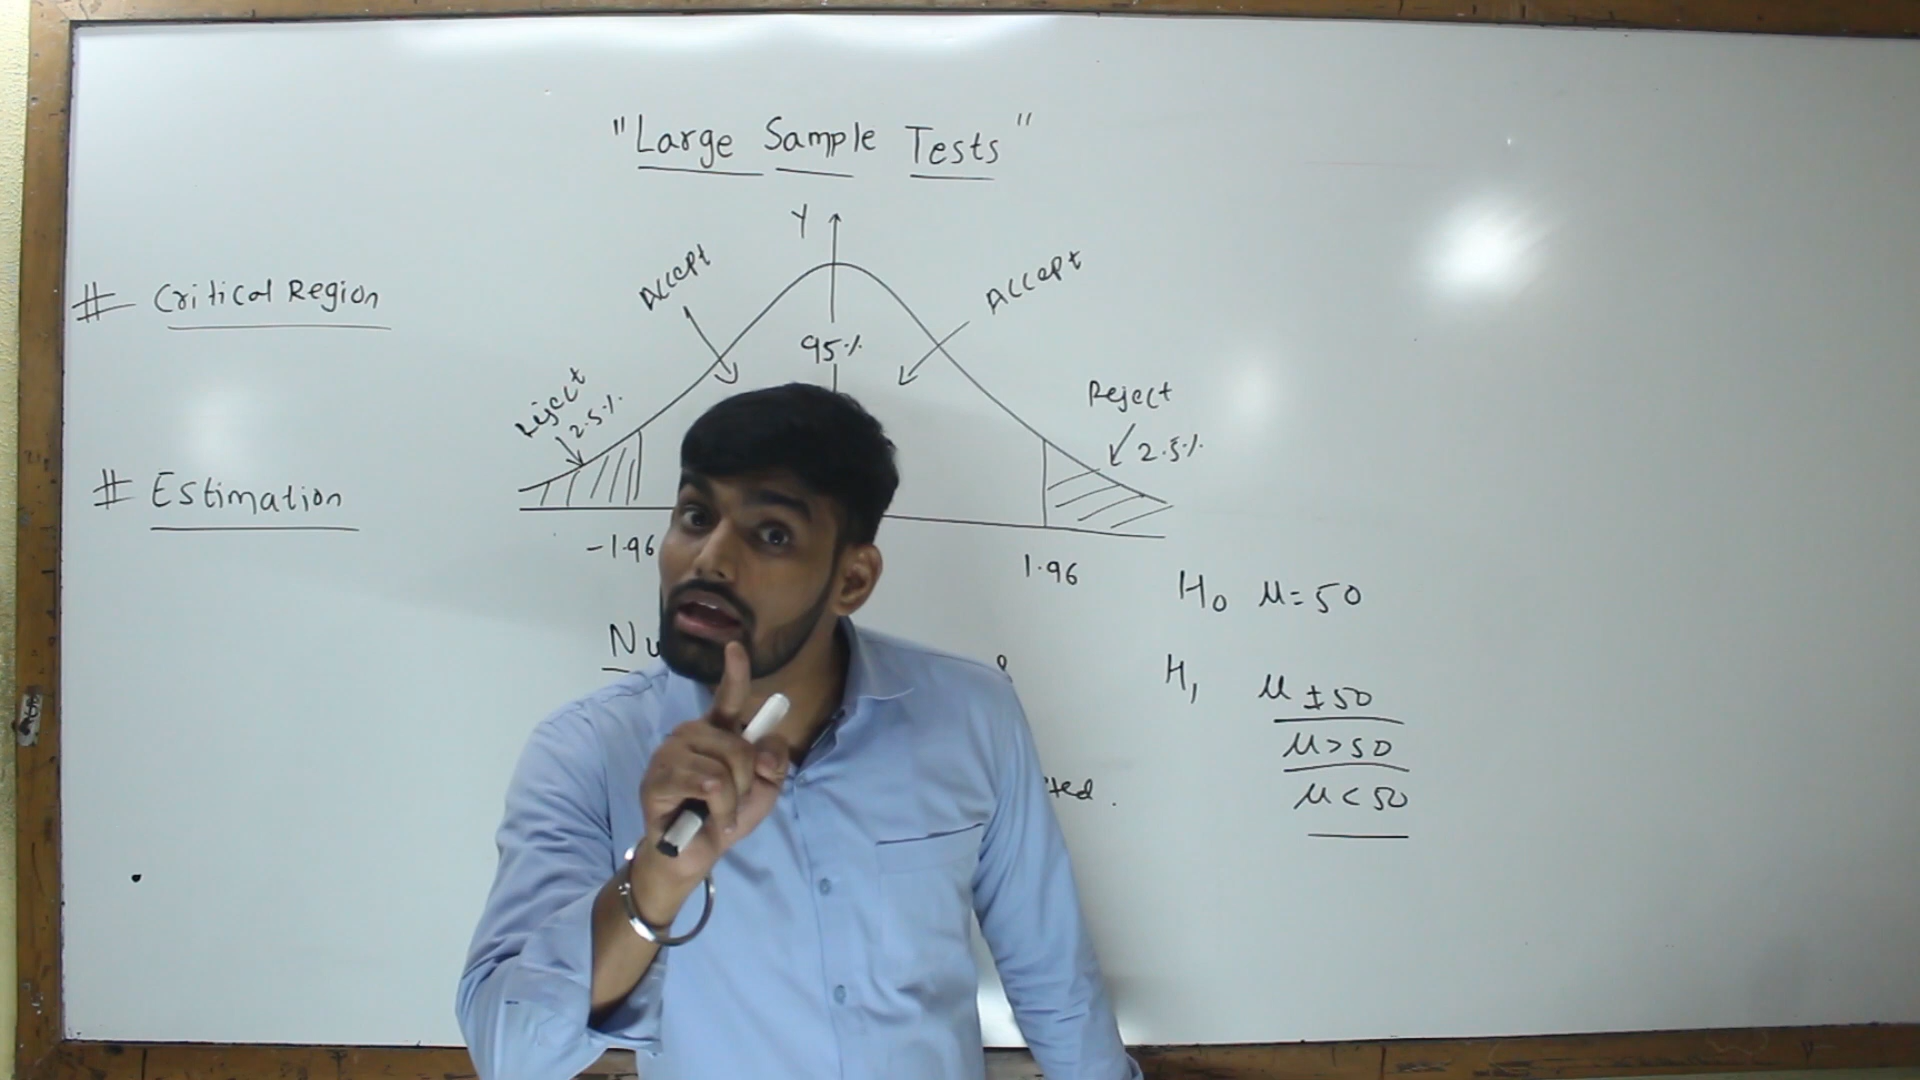 "Large Sample Tests"
Y
Accept
Accept
# Critical Region
95%
Reject
2.5%
Reject
2.5%
# Estimation
-1.96
1.96
H0 μ = 50
H1 μ ≠ 50
μ > 50
μ < 50